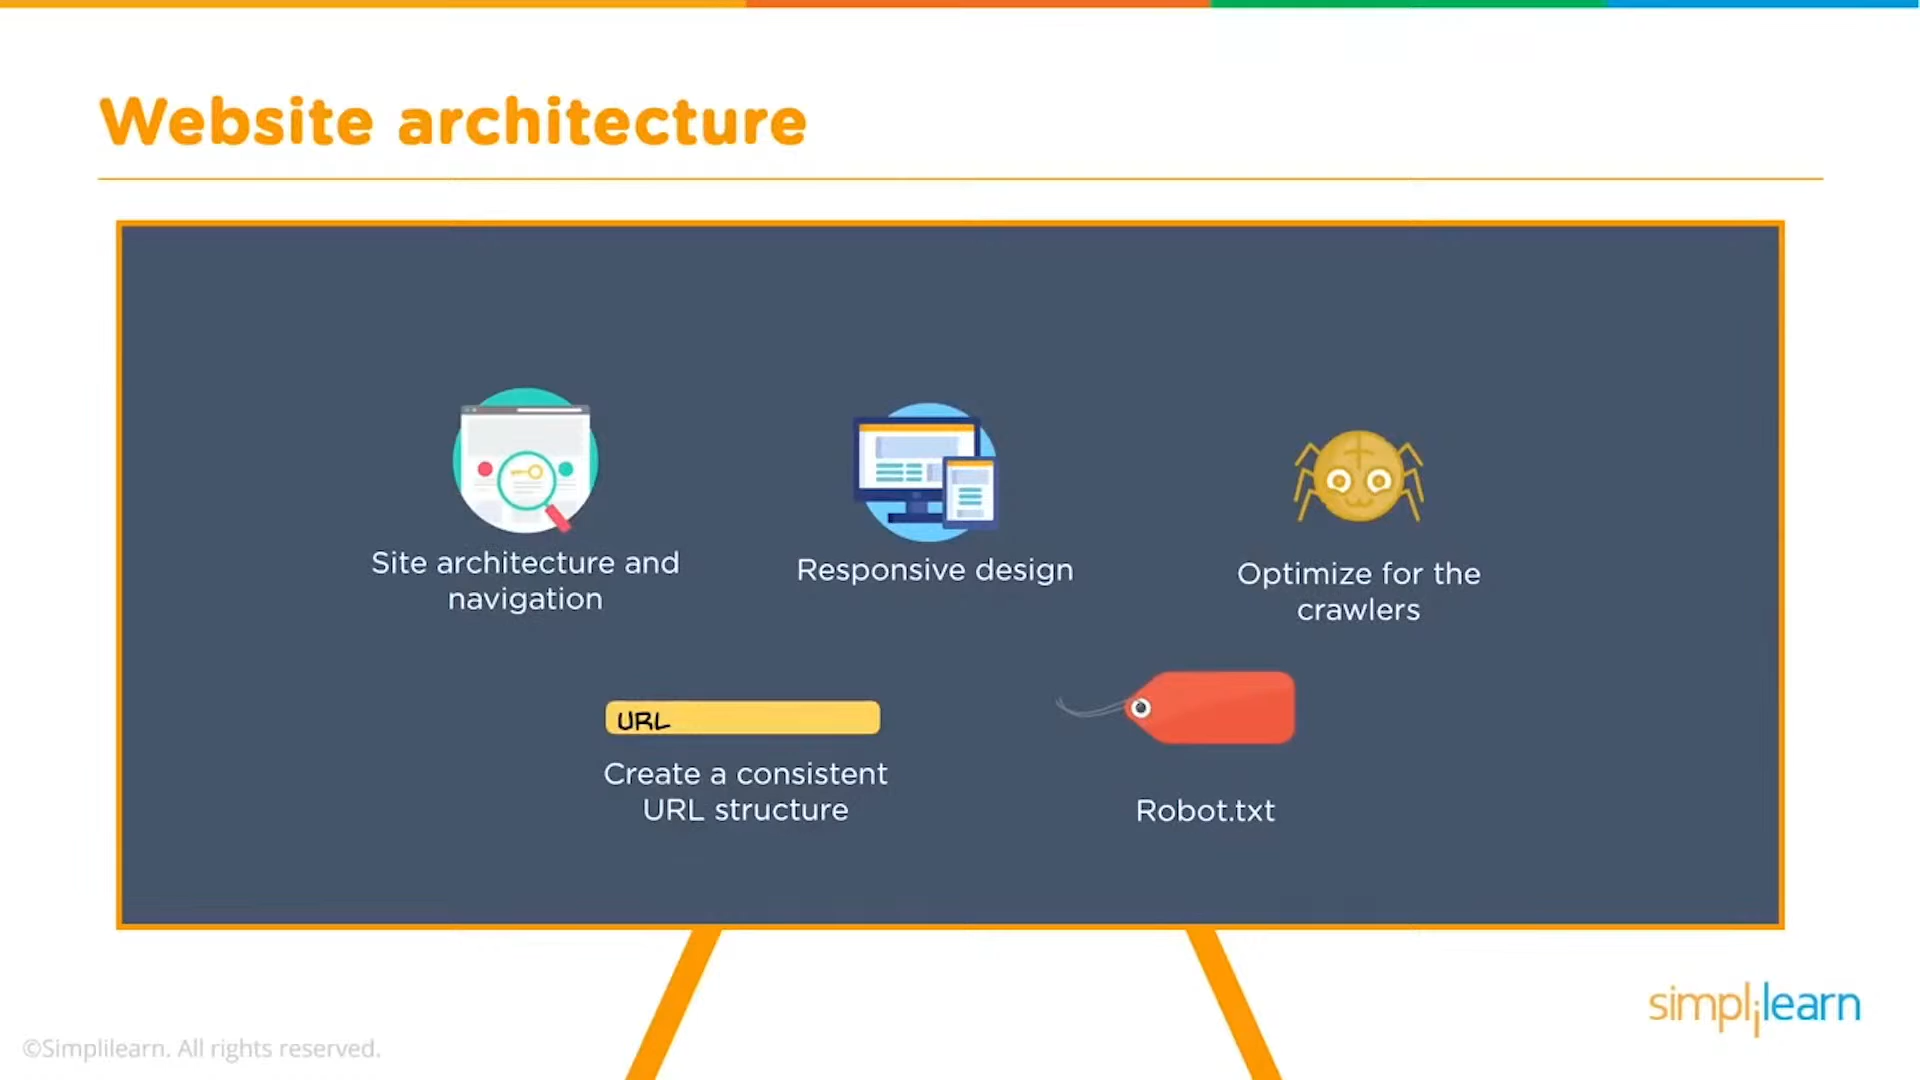 Website architecture
Site architecture and
navigation
Responsive design
Optimize for the
crawlers
URL
Create a consistent
URL structure
Robot.txt
simplilearn
©Simplilearn. All rights reserved.